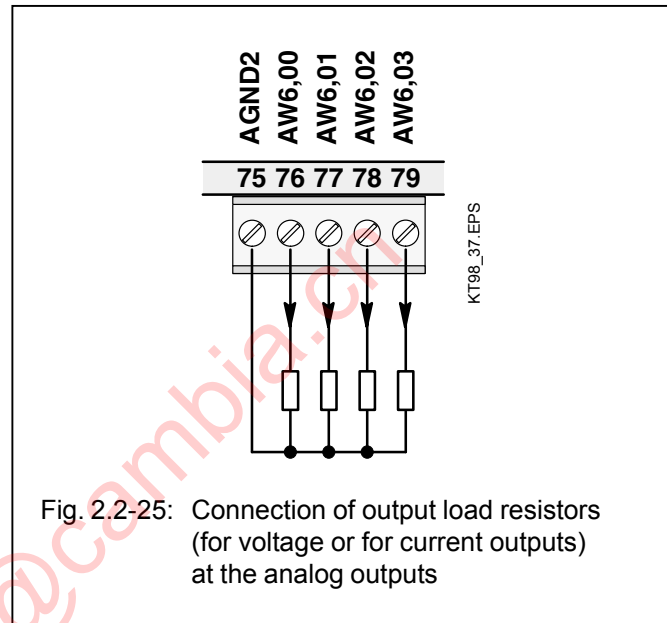 AGND2 AW6,00 AW6,01 AW6,02 AW6,03
75 76 77 78 79
KT98_37.EPS
Fig. 2.2-25: Connection of output load resistors
(for voltage or for current outputs)
at the analog outputs
@cambia.cn